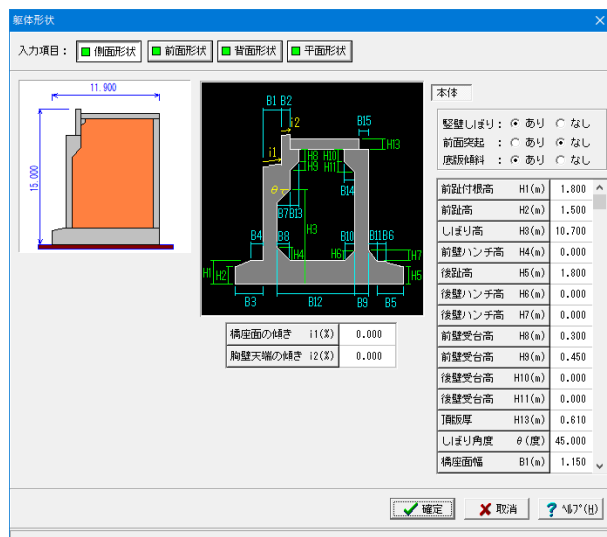 躯体形状
入力項目： 側面形状 前面形状 背面形状 平面形状
11.900
15.000
B1 B2 B15
i2
i1
H13
H8 H10
H9 H11
θ
B14
B7 B13
H3
B4 B8 B10 B11 B6
H4 H6 H7
H1 H2 H5
B3 B12 B9 B5
橋座面の傾き i1(%) 0.000
胸壁天端の傾き i2(%) 0.000
本体
竪壁しぼり： あり なし
前面突起 ： あり なし
底版傾斜 ： あり なし
前趾付根高 H1(m) 1.800
前趾高 H2(m) 1.500
しぼり高 H3(m) 10.700
前壁ハンチ高 H4(m) 0.000
後趾高 H5(m) 1.800
後壁ハンチ高 H6(m) 0.000
後壁ハンチ高 H7(m) 0.000
前壁受台高 H8(m) 0.300
前壁受台高 H9(m) 0.450
後壁受台高 H10(m) 0.000
後壁受台高 H11(m) 0.000
頂版厚 H13(m) 0.610
しぼり角度 θ(度) 45.000
橋座面幅 B1(m) 1.150
確定 取消 ? ﾍﾙﾌﾟ(H)